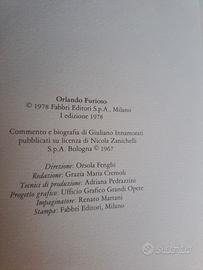 Orlando Furioso
© 1978 Fabbri Editori S.p.A., Milano
I edizione 1978
Commento e biografia di Giuliano Innamorati
pubblicati su licenza di Nicola Zanichelli
S.p.A. Bologna © 1967
Direzione: Orsola Fenghi
Redazione: Grazia Maria Cremoli
Tecnici di produzione: Adriana Pedrazzini
Progetto grafico: Ufficio Grafico Grandi Opere
Impaginatore: Renato Martani
Stampa: Fabbri Editori, Milano
subito